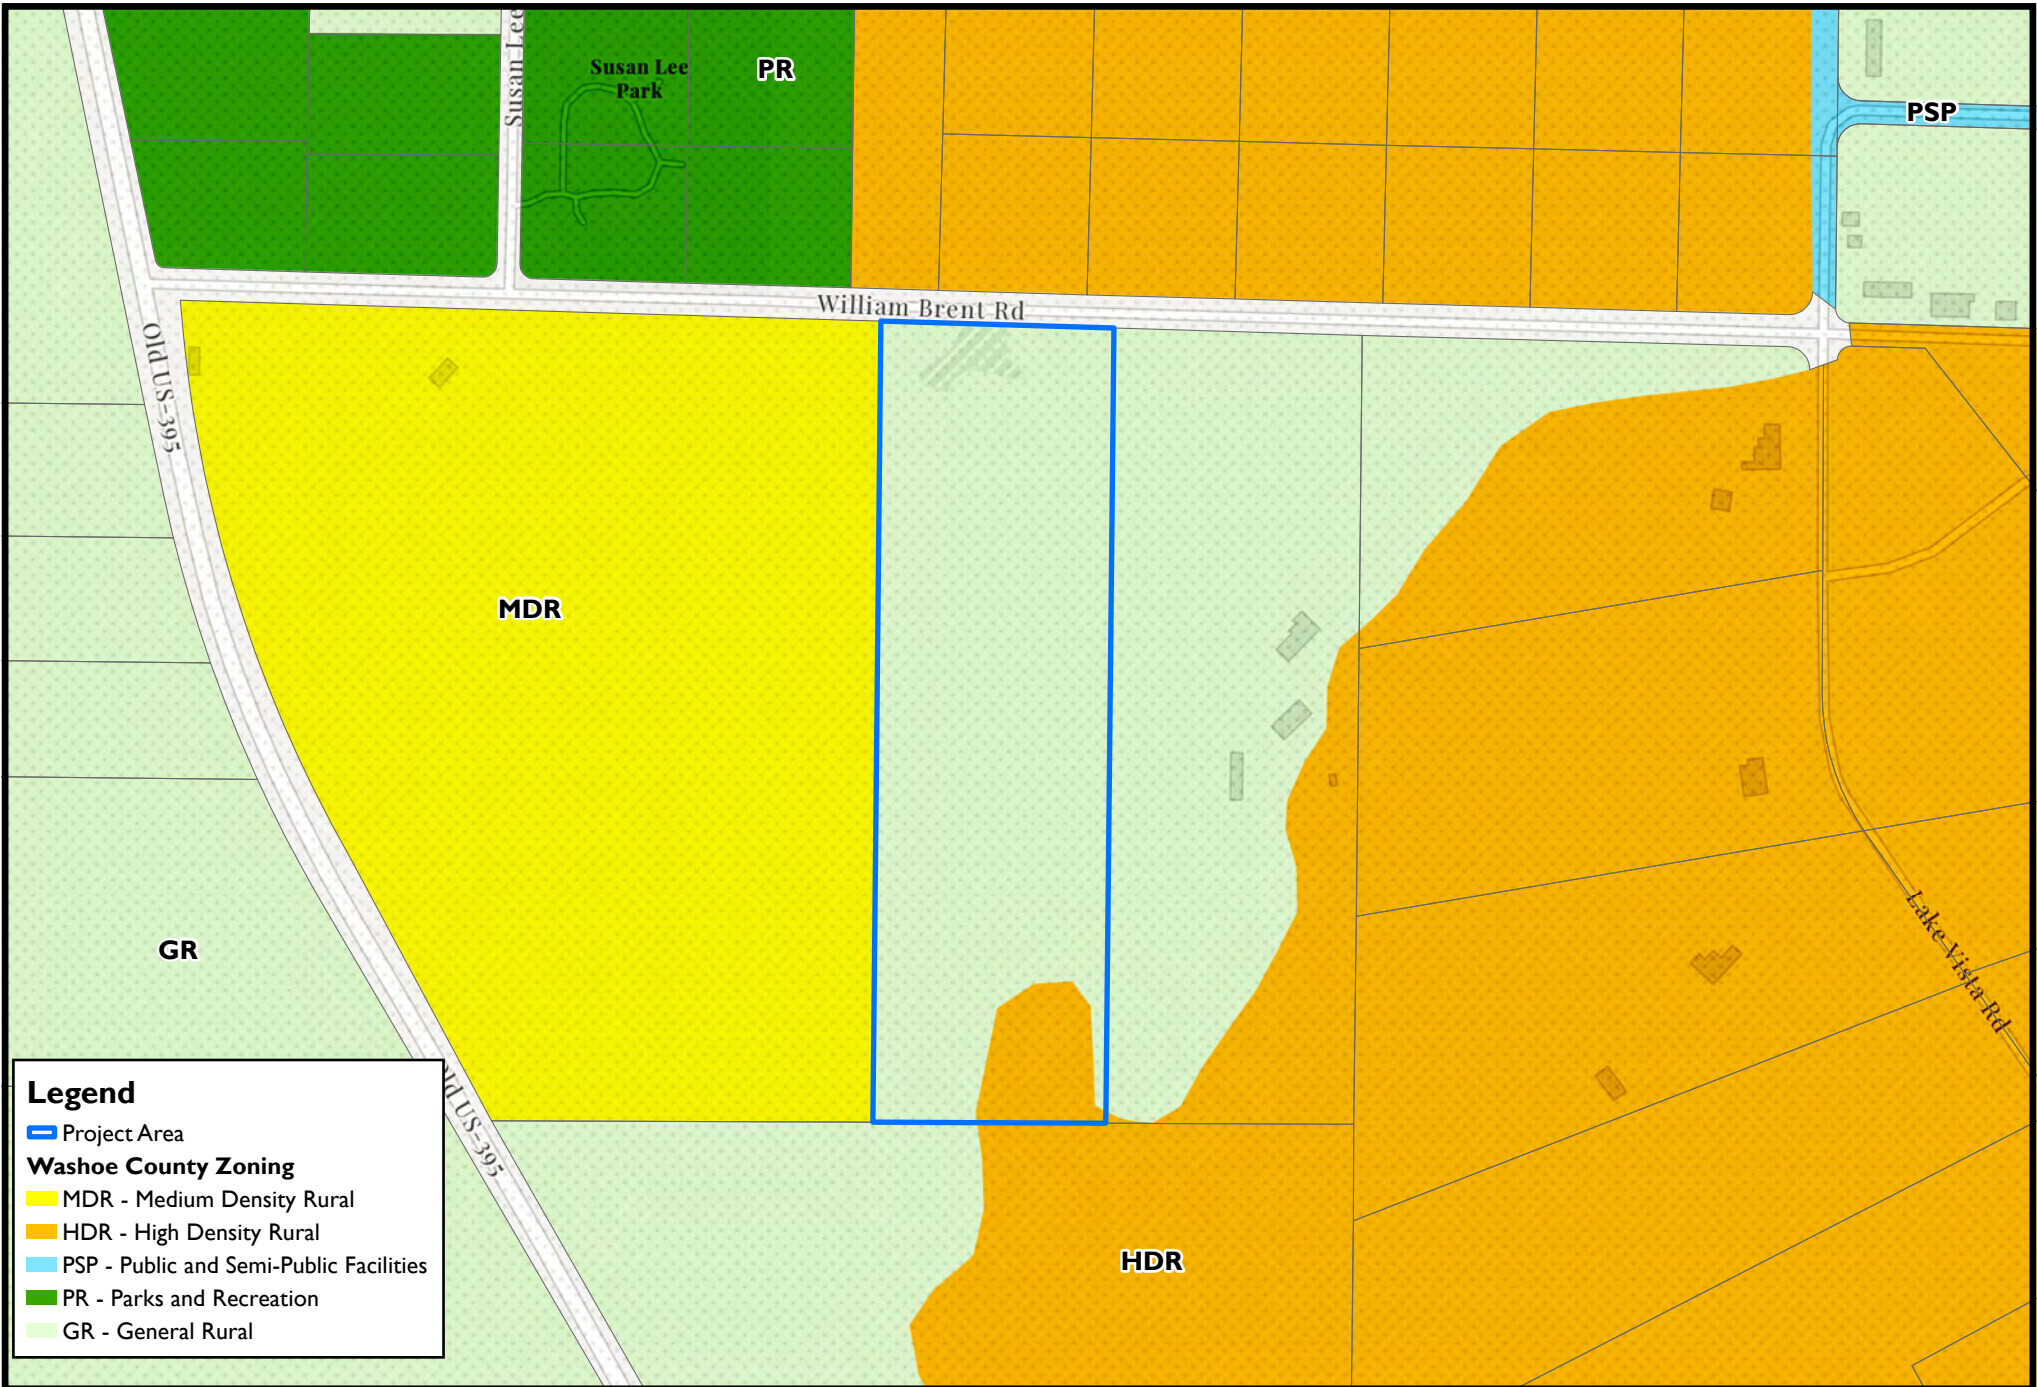 Susan Lee
Susan Lee
Park
PR
PSP
William Brent Rd
Old US-395
MDR
GR
Lake Vista Rd
Old US-395
HDR
Legend
Project Area
Washoe County Zoning
MDR - Medium Density Rural
HDR - High Density Rural
PSP - Public and Semi-Public Facilities
PR - Parks and Recreation
GR - General Rural